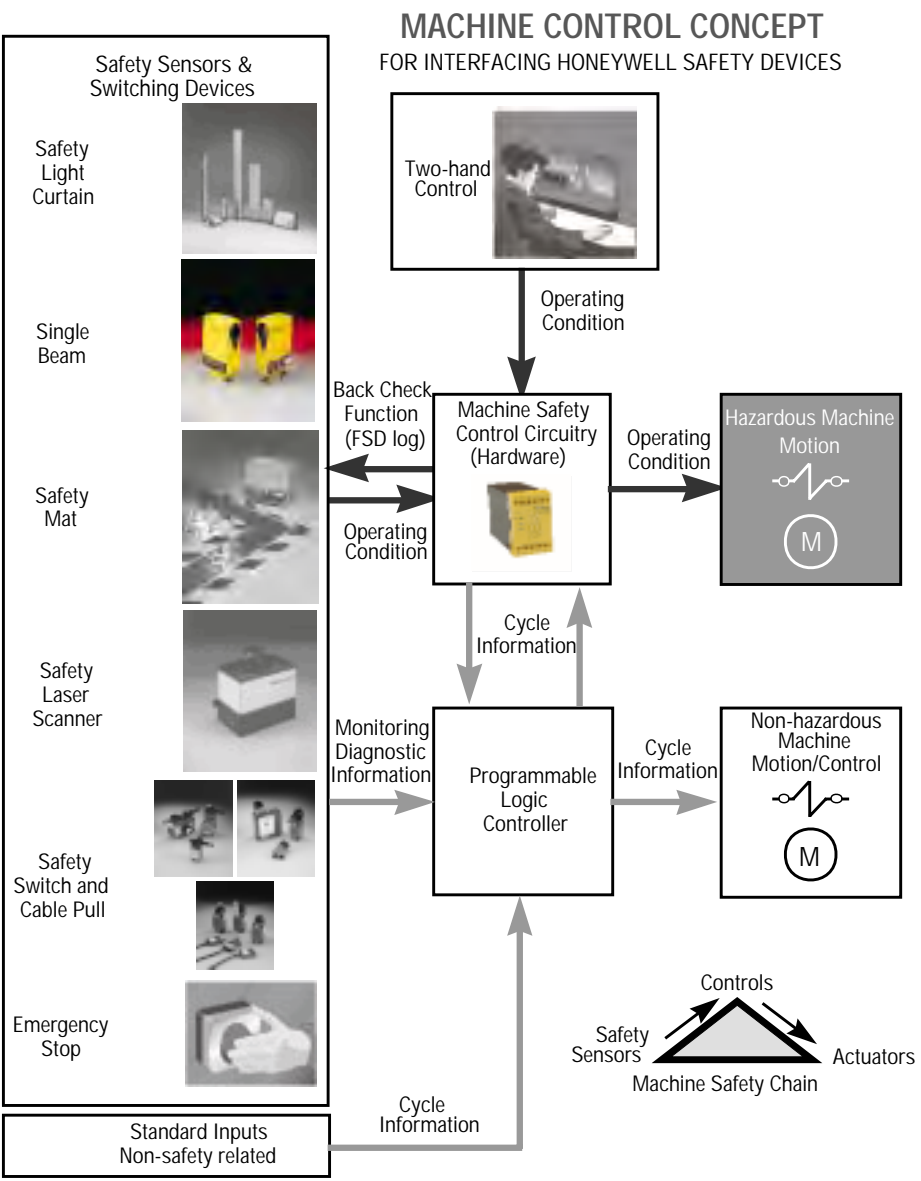 MACHINE CONTROL CONCEPT
FOR INTERFACING HONEYWELL SAFETY DEVICES
Safety Sensors &
Switching Devices
Safety
Light
Curtain
Single
Beam
Safety
Mat
Safety
Laser
Scanner
Safety
Switch and
Cable Pull
Emergency
Stop
Standard Inputs
Non-safety related
Two-hand
Control
Operating
Condition
Back Check
Function
(FSD log)
Operating
Condition
Machine Safety
Control Circuitry
(Hardware)
Operating
Condition
Hazardous Machine
Motion
M
Cycle
Information
Monitoring
Diagnostic
Information
Programmable
Logic
Controller
Cycle
Information
Non-hazardous
Machine
Motion/Control
M
Cycle
Information
Controls
Safety
Sensors
Actuators
Machine Safety Chain